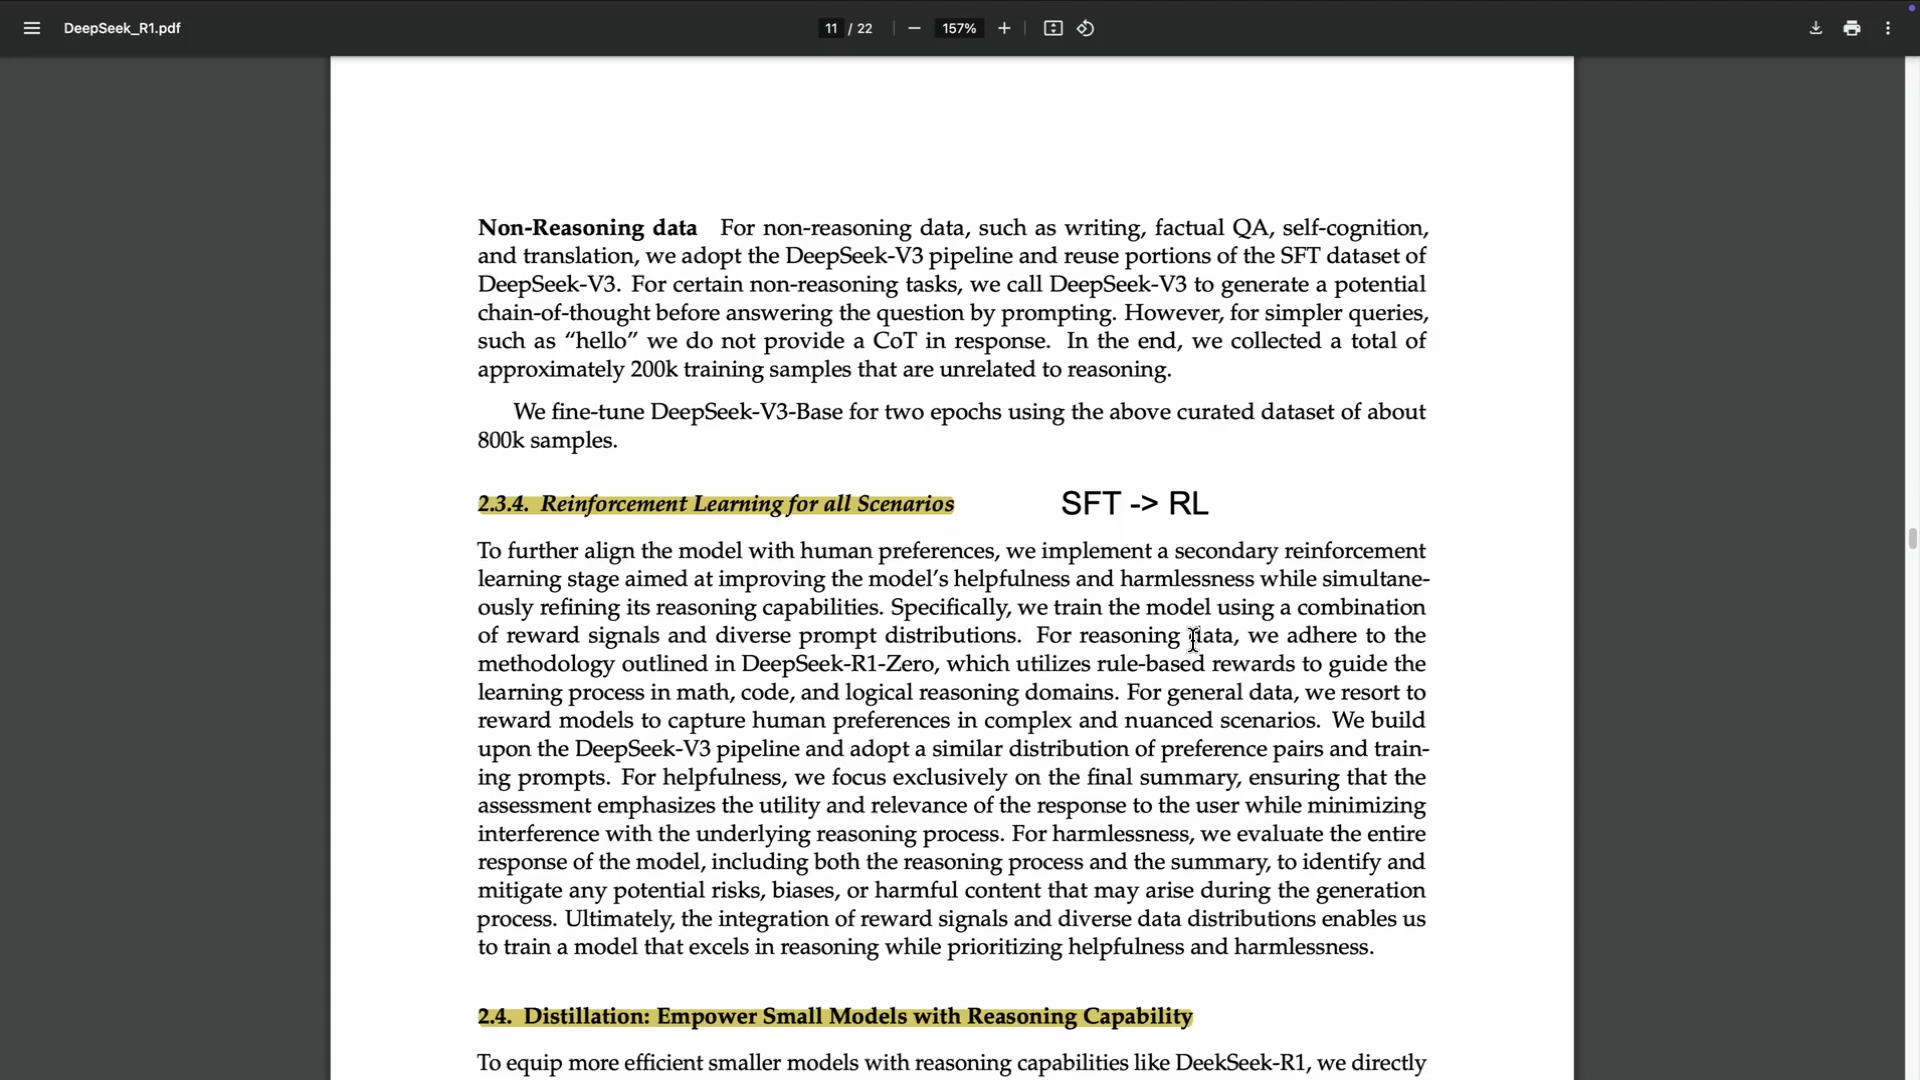 DeepSeek_R1.pdf
11 / 22
157%
Non-Reasoning data For non-reasoning data, such as writing, factual QA, self-cognition,
and translation, we adopt the DeepSeek-V3 pipeline and reuse portions of the SFT dataset of
DeepSeek-V3. For certain non-reasoning tasks, we call DeepSeek-V3 to generate a potential
chain-of-thought before answering the question by prompting. However, for simpler queries,
such as “hello” we do not provide a CoT in response. In the end, we collected a total of
approximately 200k training samples that are unrelated to reasoning.
We fine-tune DeepSeek-V3-Base for two epochs using the above curated dataset of about
800k samples.
2.3.4. Reinforcement Learning for all Scenarios
SFT -> RL
To further align the model with human preferences, we implement a secondary reinforcement
learning stage aimed at improving the model’s helpfulness and harmlessness while simultane-
ously refining its reasoning capabilities. Specifically, we train the model using a combination
of reward signals and diverse prompt distributions. For reasoning data, we adhere to the
methodology outlined in DeepSeek-R1-Zero, which utilizes rule-based rewards to guide the
learning process in math, code, and logical reasoning domains. For general data, we resort to
reward models to capture human preferences in complex and nuanced scenarios. We build
upon the DeepSeek-V3 pipeline and adopt a similar distribution of preference pairs and train-
ing prompts. For helpfulness, we focus exclusively on the final summary, ensuring that the
assessment emphasizes the utility and relevance of the response to the user while minimizing
interference with the underlying reasoning process. For harmlessness, we evaluate the entire
response of the model, including both the reasoning process and the summary, to identify and
mitigate any potential risks, biases, or harmful content that may arise during the generation
process. Ultimately, the integration of reward signals and diverse data distributions enables us
to train a model that excels in reasoning while prioritizing helpfulness and harmlessness.
2.4. Distillation: Empower Small Models with Reasoning Capability
To equip more efficient smaller models with reasoning capabilities like DeekSeek-R1, we directly